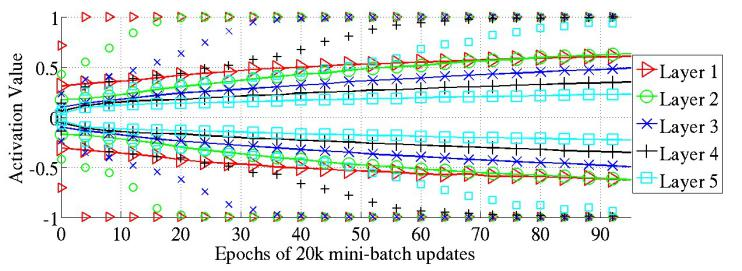 1
0.5
0
-0.5
-1
Activation Value
0 10 20 30 40 50 60 70 80 90
Epochs of 20k mini-batch updates
Layer 1
Layer 2
Layer 3
Layer 4
Layer 5